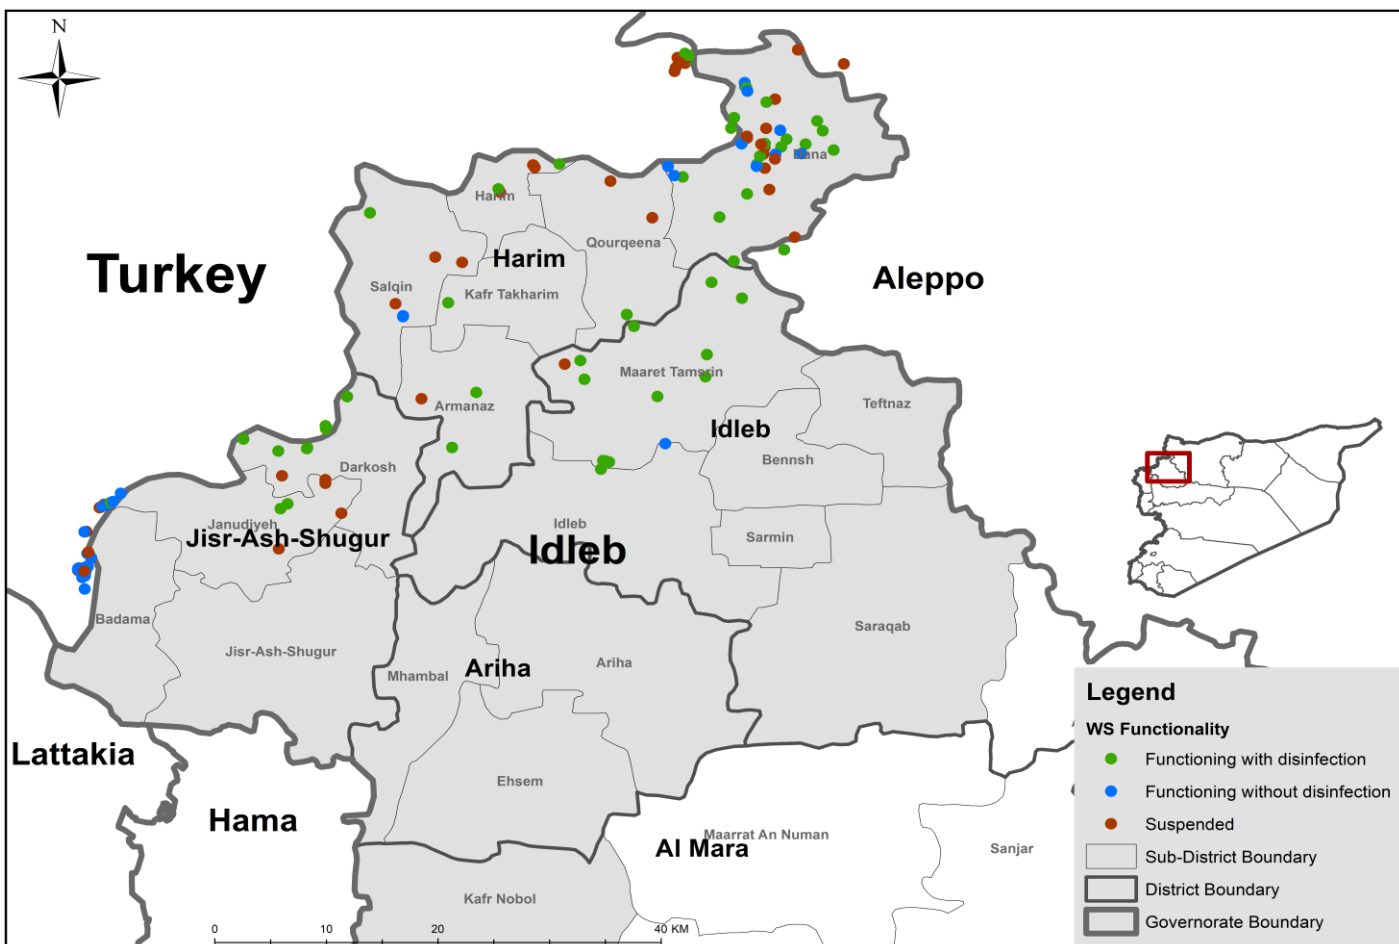 N
Dana
Harim
Qourqeena
Harim
Turkey
Aleppo
Salqin
Kafr Takharim
Maaret Tamsrin
Teftnaz
Armanaz
Idleb
Bennsh
Darkosh
Janudiyeh
Idleb
Jisr-Ash-Shugur
Idleb
Sarmin
Badama
Saraqab
Jisr-Ash-Shugur
Mhambal
Ariha
Ariha
Lattakia
Ehsem
Hama
Maarrat An Numan
Al Mara
Sanjar
Kafr Nobol
0 10 20 40 KM
Legend
WS Functionality
Functioning with disinfection
Functioning without disinfection
Suspended
Sub-District Boundary
District Boundary
Governorate Boundary